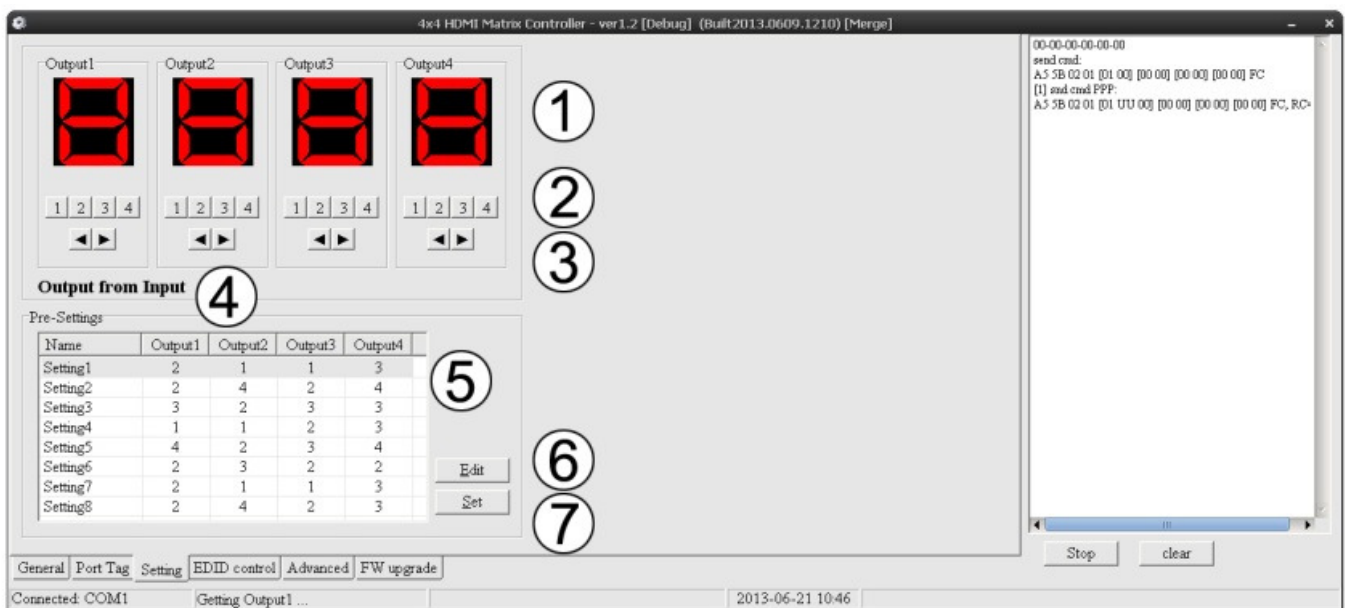 4x4 HDMI Matrix Controller - ver1.2 [Debug] (Built2013.0609.1210) [Merge]
Output1 Output2 Output3 Output4
8 8 8 8
1 2 3 4 1 2 3 4 1 2 3 4 1 2 3 4
Output from Input
1
2
3
4
Pre-Settings
Name Output1 Output2 Output3 Output4
Setting1 2 1 1 3
Setting2 2 4 2 4
Setting3 3 2 3 3
Setting4 1 1 2 3
Setting5 4 2 3 4
Setting6 2 3 2 2
Setting7 2 1 1 3
Setting8 2 4 2 3
5
Edit
6
Set
7
00-00-00-00-00-00
send cmd:
A5 5B 02 01 [01 00] [00 00] [00 00] [00 00] FC
[1] snd cmd PPP:
A5 5B 02 01 [01 UU 00] [00 00] [00 00] [00 00] FC, RC
Stop clear
General Port Tag Setting EDID control Advanced FW upgrade
Connected: COM1 Getting Output1 ... 2013-06-21 10:46